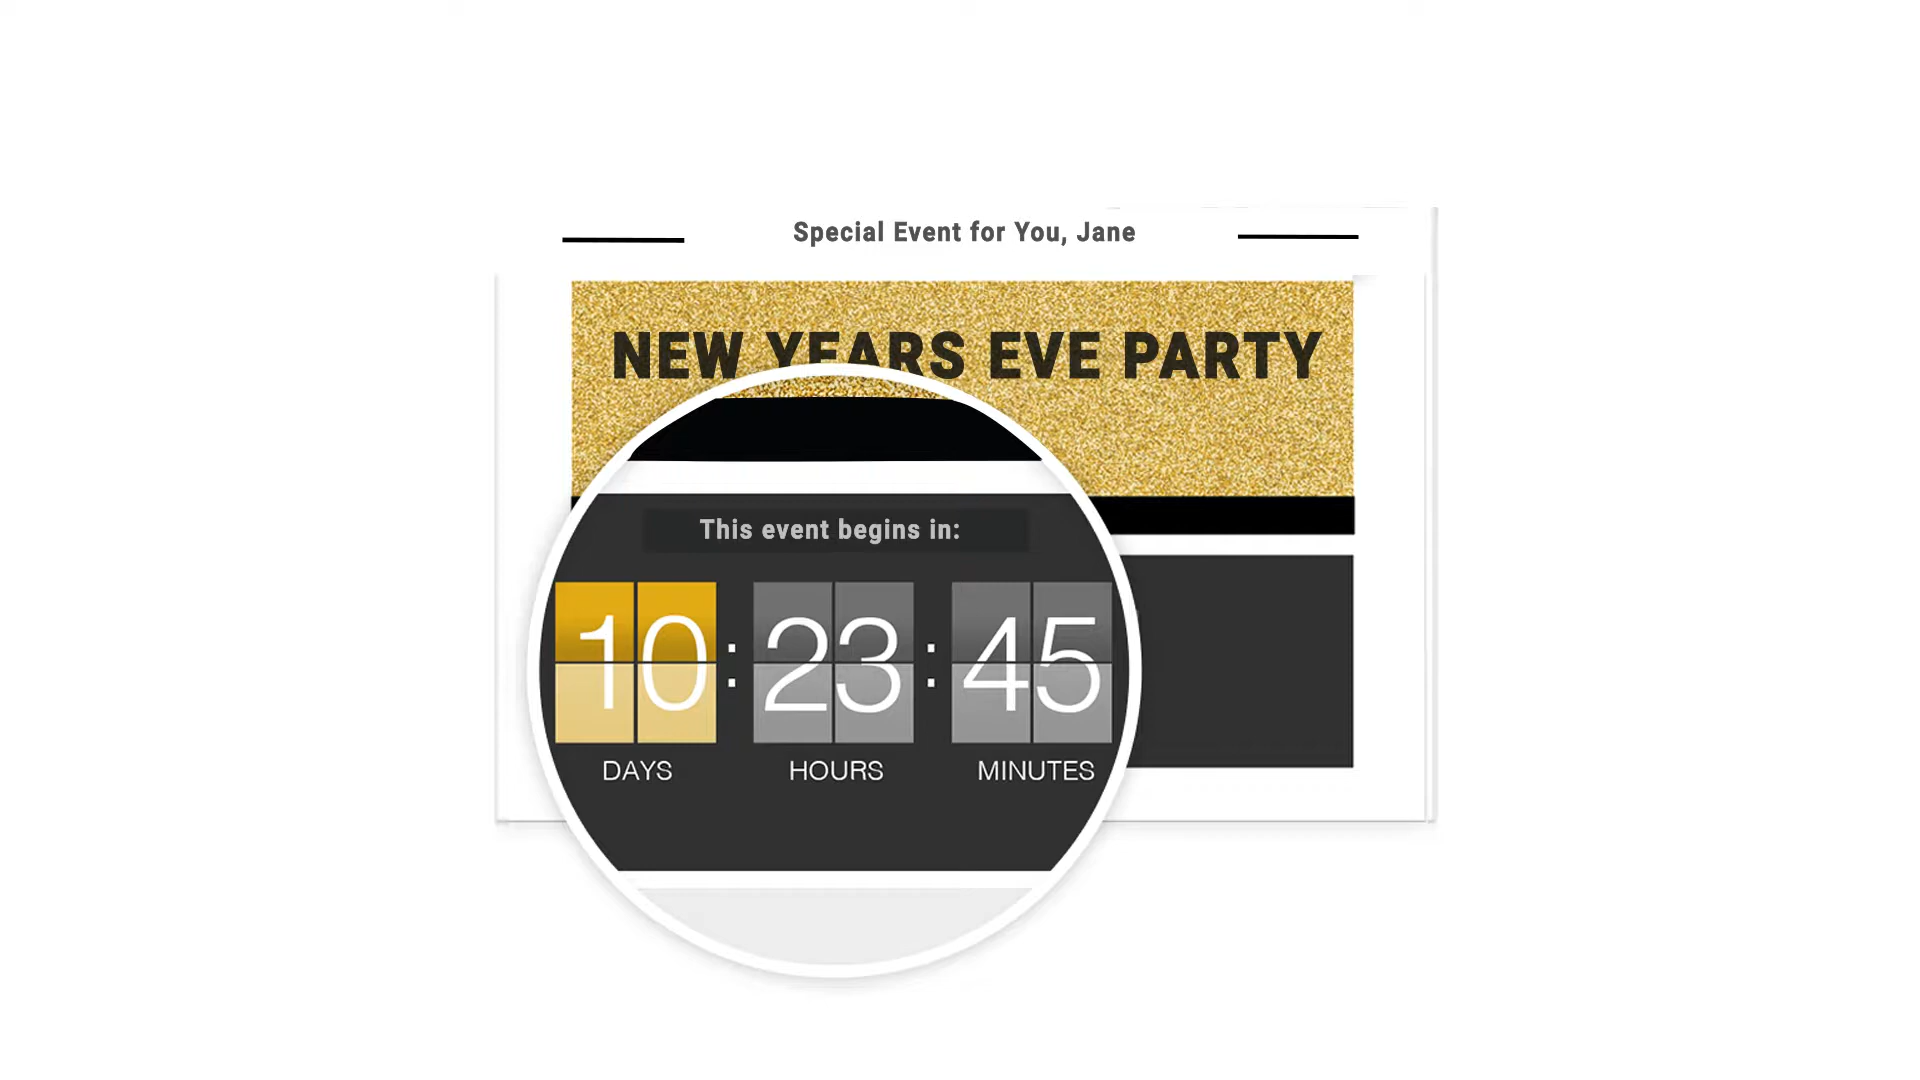 Special Event for You, Jane
NEW YEARS EVE PARTY
This event begins in:
10 : 23 : 45
DAYS HOURS MINUTES